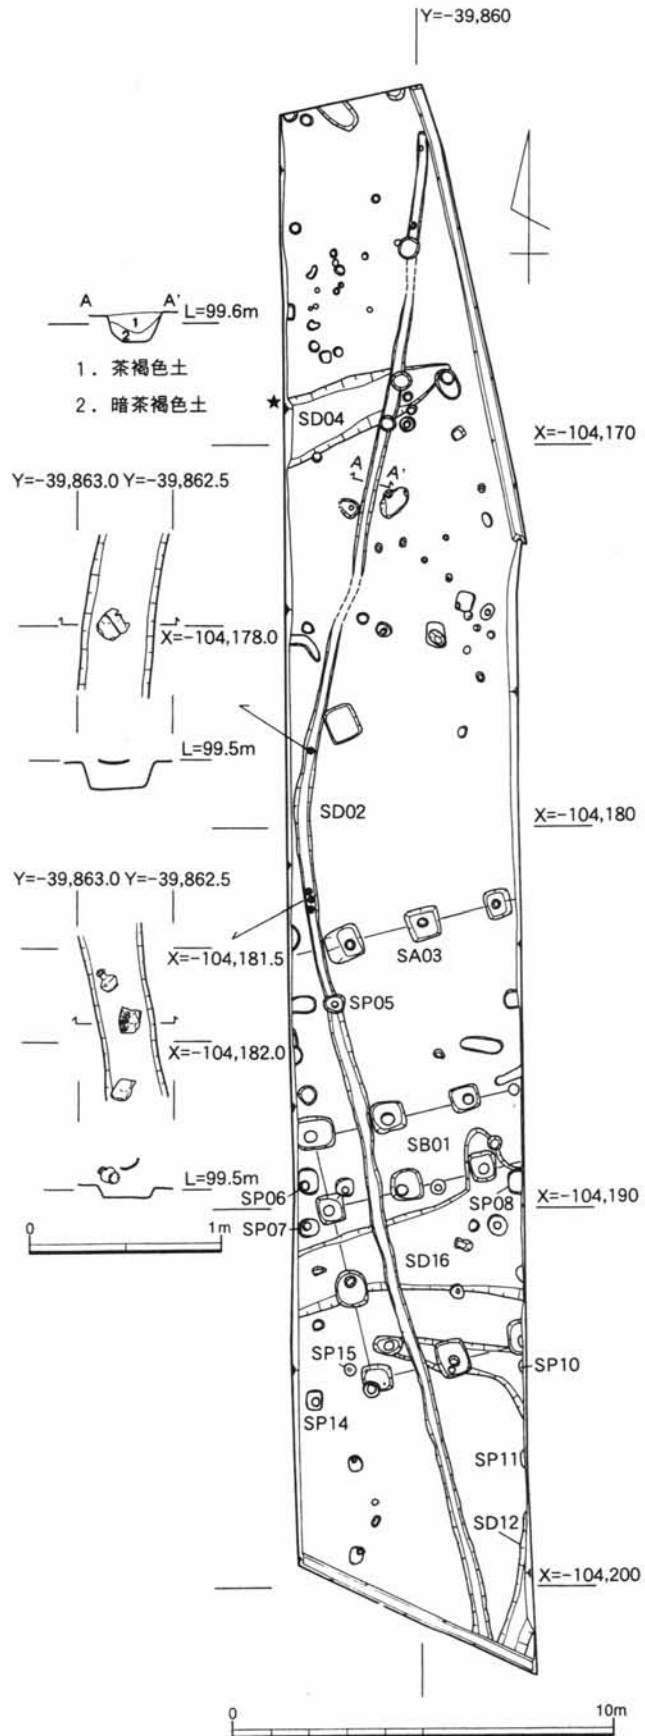 Y=-39,860
A A' L=99.6m
1
2
1．茶褐色土
2．暗茶褐色土
★
SD04
X=-104,170
A A'
Y=-39,863.0 Y=-39,862.5
X=-104,178.0
L=99.5m
SD02
X=-104,180
Y=-39,863.0 Y=-39,862.5
X=-104,181.5
SA03
SP05
X=-104,182.0
SB01
L=99.5m
SP06
SP08
X=-104,190
0 1m
SP07
SD16
SP15
SP10
SP14
SP11
SD12
X=-104,200
0 10m